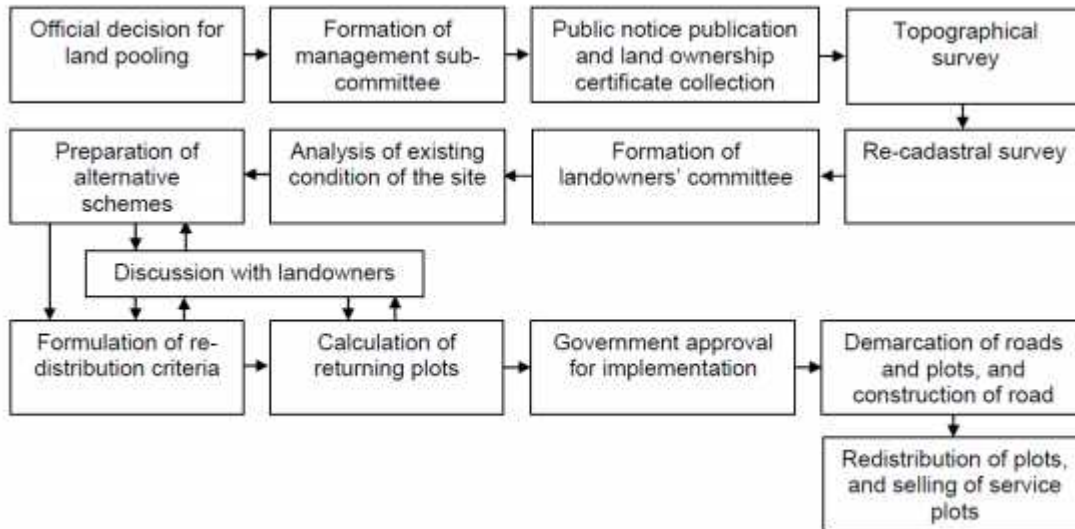 Official decision for
land pooling
Formation of
management sub-
committee
Public notice publication
and land ownership
certificate collection
Topographical
survey
Preparation of
alternative
schemes
Analysis of existing
condition of the site
Formation of
landowners' committee
Re-cadastral survey
Discussion with landowners
Formulation of re-
distribution criteria
Calculation of
returning plots
Government approval
for implementation
Demarcation of roads
and plots, and
construction of road
Redistribution of plots,
and selling of service
plots